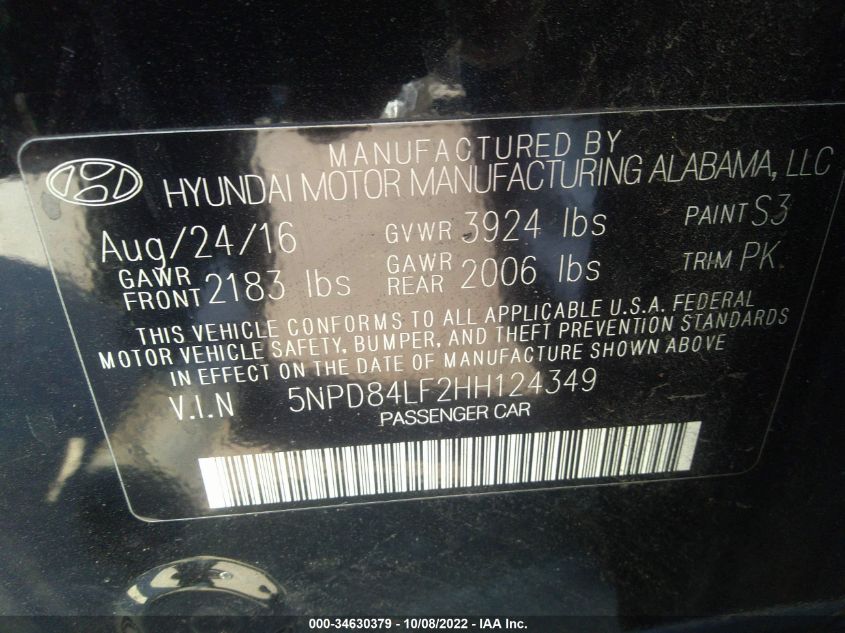 MANUFACTURED BY
HYUNDAI MOTOR MANUFACTURING ALABAMA, LLC
Aug/24/16 GVWR 3924 lbs PAINT S3
GAWR FRONT 2183 lbs GAWR REAR 2006 lbs TRIM PK
THIS VEHICLE CONFORMS TO ALL APPLICABLE U.S.A. FEDERAL
MOTOR VEHICLE SAFETY, BUMPER, AND THEFT PREVENTION STANDARDS
IN EFFECT ON THE DATE OF MANUFACTURE SHOWN ABOVE
V.I.N 5NPD84LF2HH124349
PASSENGER CAR
000-34630379 - 10/08/2022 - IAA Inc.